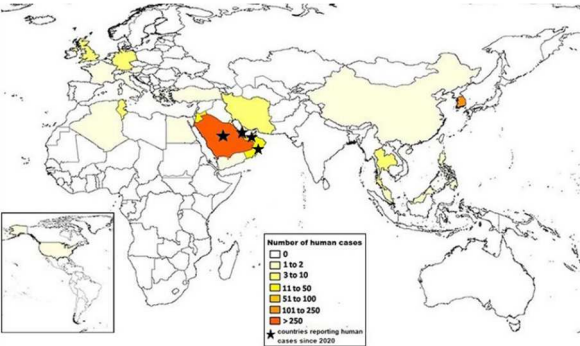 Number of human cases
0
1 to 2
3 to 10
11 to 50
51 to 100
101 to 250
> 250
countries reporting human
cases since 2020